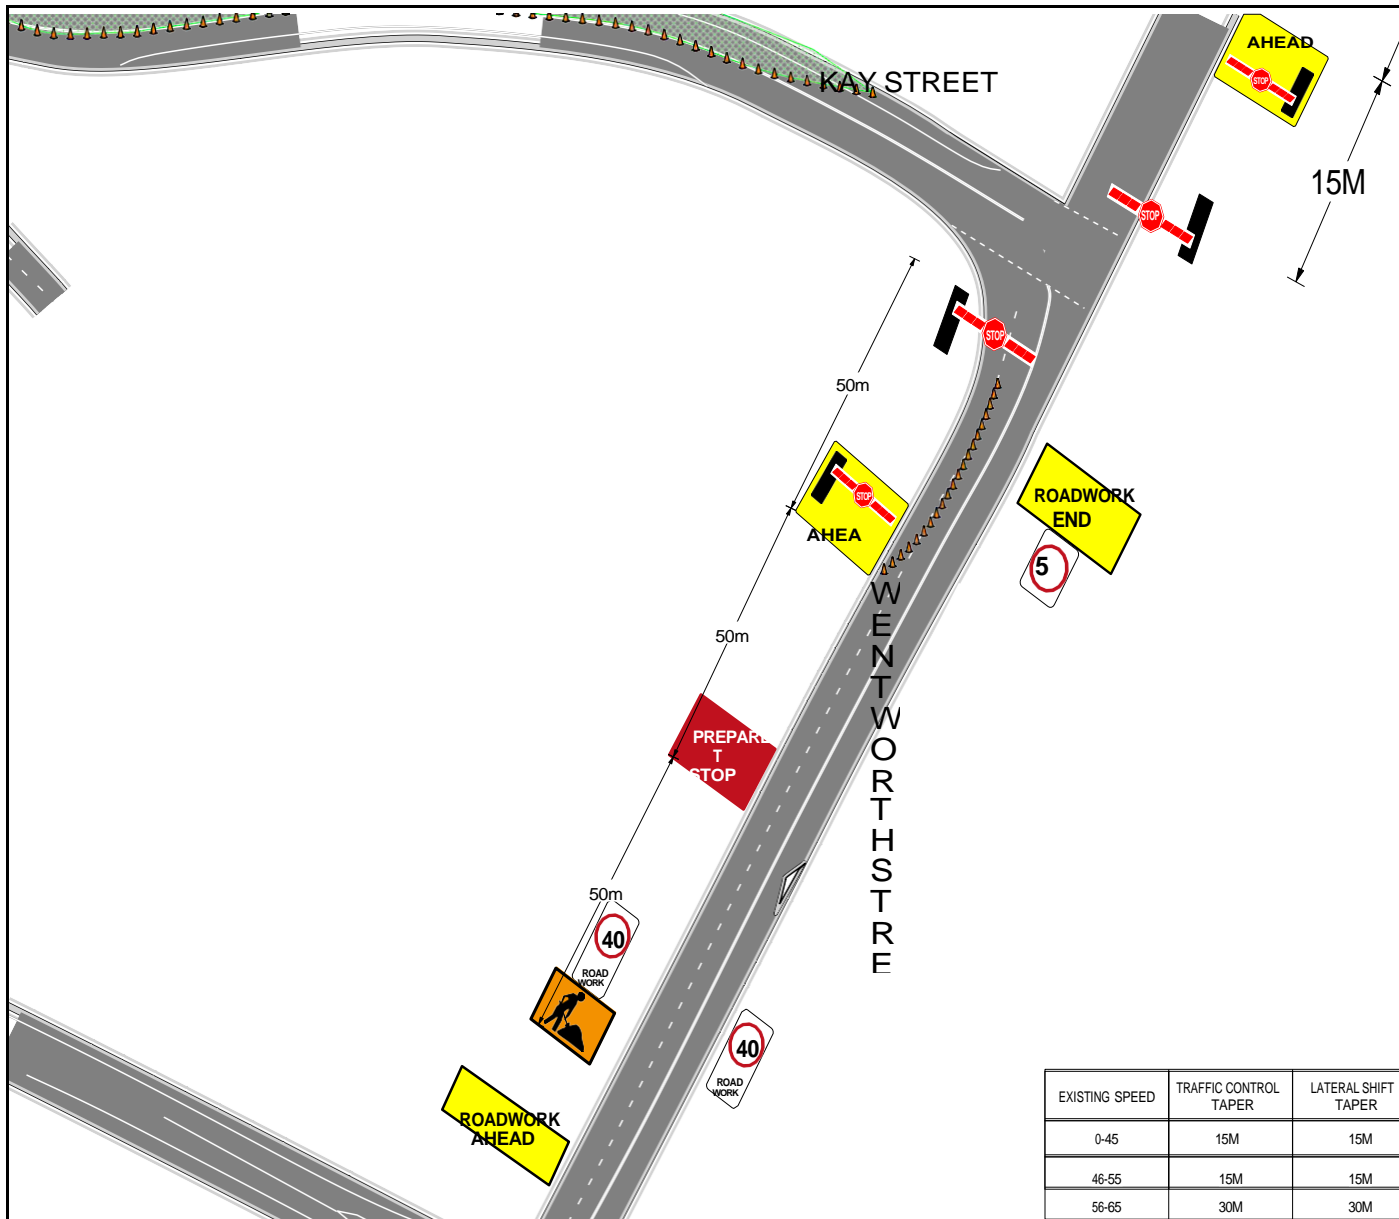 AHEAD
STOP
KAY STREET
15M
STOP
STOP
50m
STOP
AHEA
ROADWORK
END
5
50m
WENTWORTHSTRE
PREPARE
T
STOP
50m
40
ROAD
WORK
40
ROAD
WORK
ROADWORK
AHEAD
EXISTING SPEED TRAFFIC CONTROL TAPER LATERAL SHIFT TAPER
0-45 15M 15M
46-55 15M 15M
56-65 30M 30M